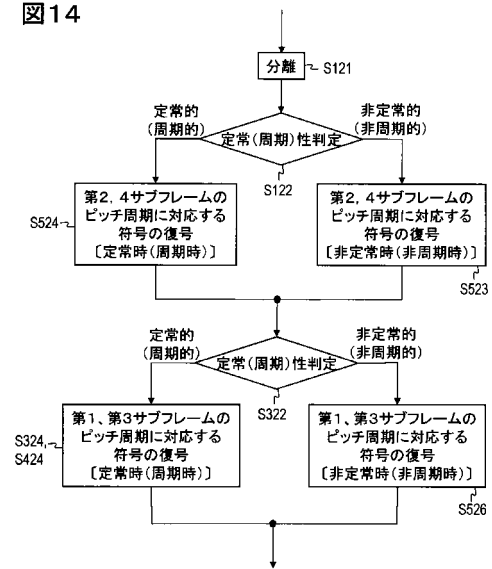 図14
分離
S121
定常的
(周期的)
非定常的
(非周期的)
定常(周期)性判定
S122
第2, 4サブフレームの
ピッチ周期に対応する
符号の復号
[定常時(周期時)]
S524
第2, 4サブフレームの
ピッチ周期に対応する
符号の復号
[非定常時(非周期時)]
S523
定常的
(周期的)
非定常的
(非周期的)
定常(周期)性判定
S322
第1、第3サブフレームの
ピッチ周期に対応する
符号の復号
[定常時(周期時)]
S324,
S424
第1、第3サブフレームの
ピッチ周期に対応する
符号の復号
[非定常時(非周期時)]
S526